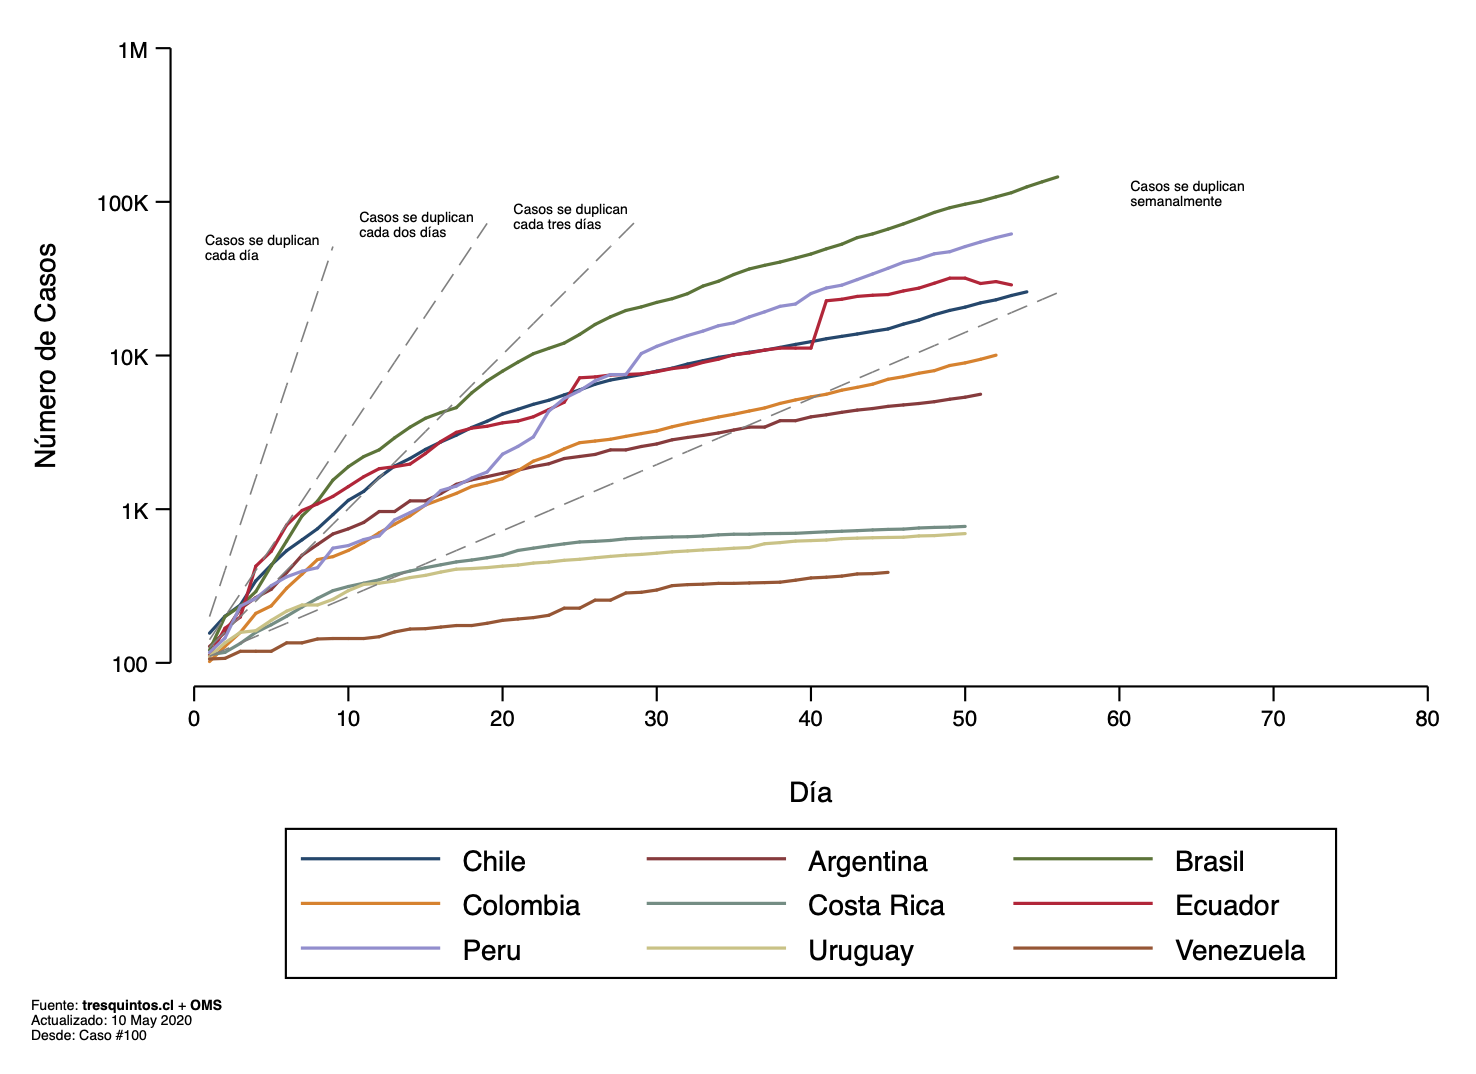 1M
100K
10K
1K
100
Número de Casos
Casos se duplican
cada día
Casos se duplican
cada dos días
Casos se duplican
cada tres días
Casos se duplican
semanalmente
0 10 20 30 40 50 60 70 80
Día
Chile Argentina Brasil
Colombia Costa Rica Ecuador
Peru Uruguay Venezuela
Fuente: tresquintos.cl + OMS
Actualizado: 10 May 2020
Desde: Caso #100